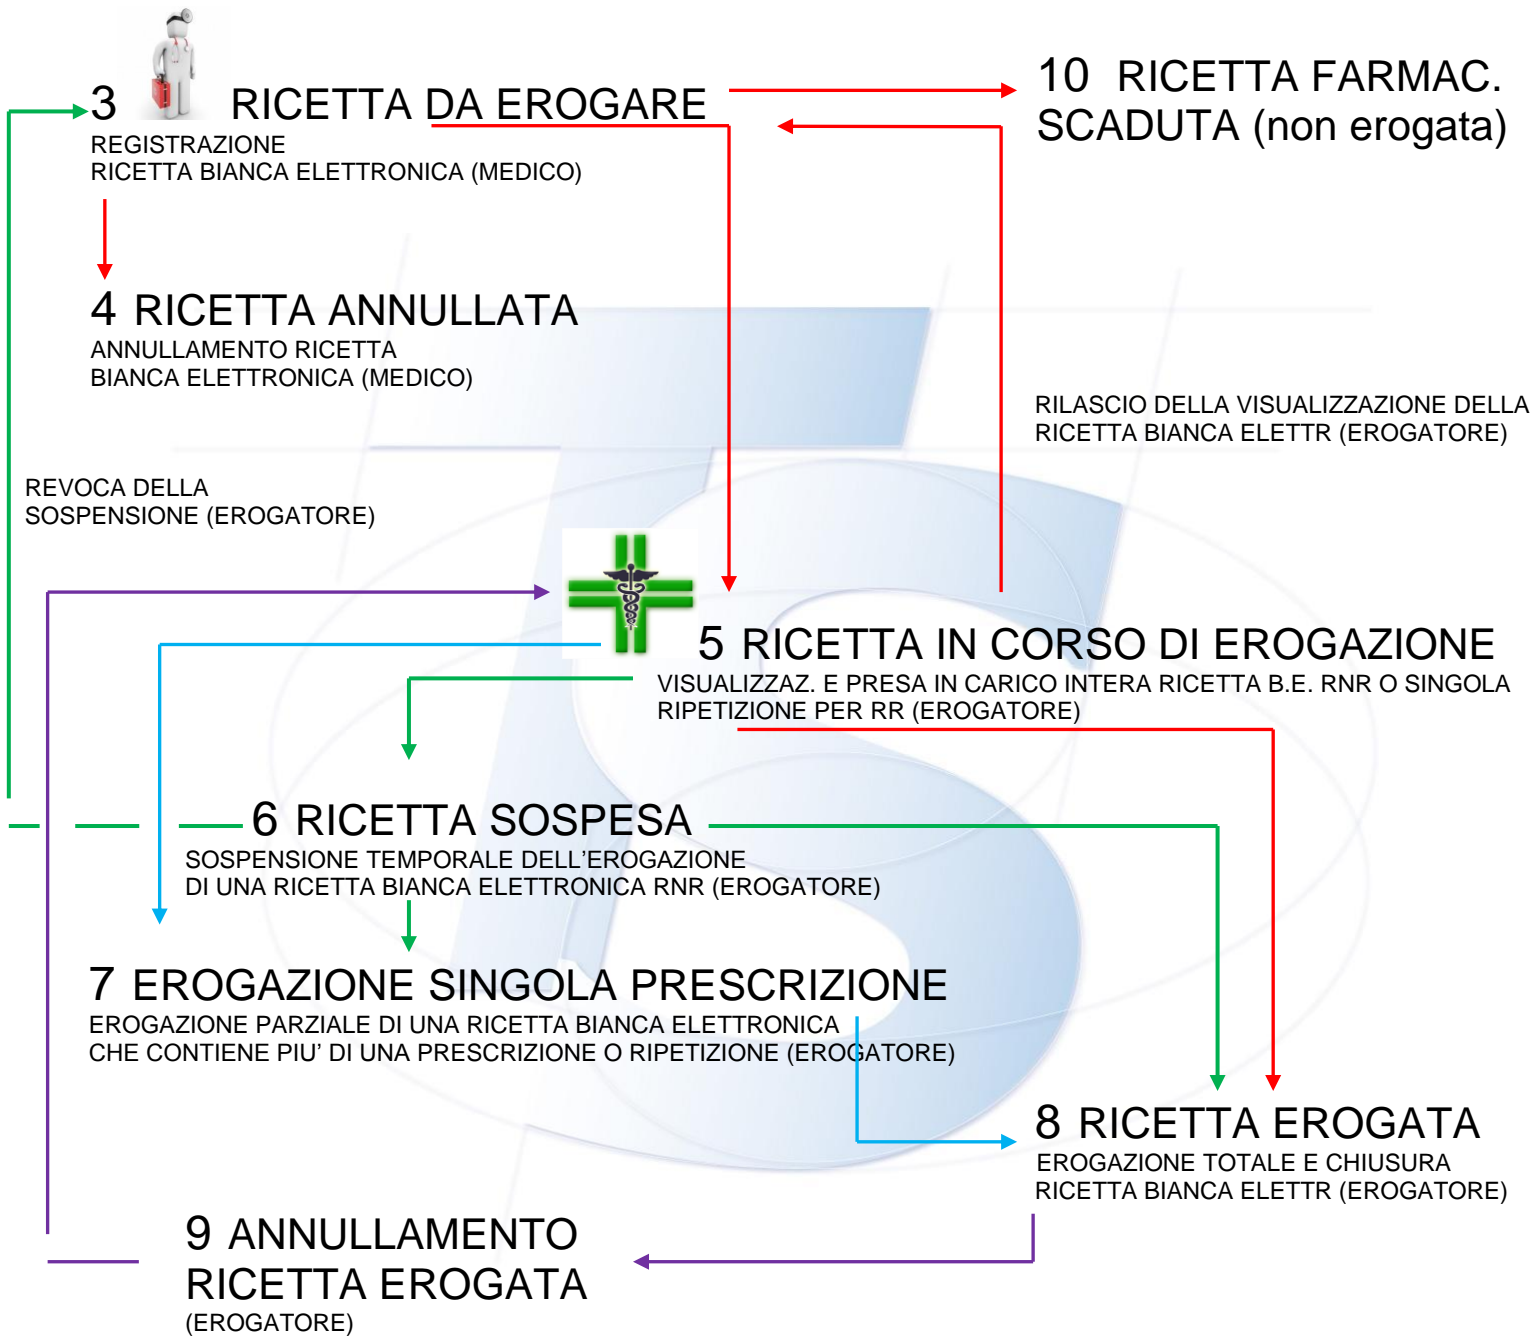 3 RICETTA DA EROGARE
REGISTRAZIONE
RICETTA BIANCA ELETTRONICA (MEDICO)
10 RICETTA FARMAC.
SCADUTA (non erogata)
4 RICETTA ANNULLATA
ANNULLAMENTO RICETTA
BIANCA ELETTRONICA (MEDICO)
RILASCIO DELLA VISUALIZZAZIONE DELLA
RICETTA BIANCA ELETTR (EROGATORE)
REVOCA DELLA
SOSPENSIONE (EROGATORE)
5 RICETTA IN CORSO DI EROGAZIONE
VISUALIZZAZ. E PRESA IN CARICO INTERA RICETTA B.E. RNR O SINGOLA
RIPETIZIONE PER RR (EROGATORE)
6 RICETTA SOSPESA
SOSPENSIONE TEMPORALE DELL'EROGAZIONE
DI UNA RICETTA BIANCA ELETTRONICA RNR (EROGATORE)
7 EROGAZIONE SINGOLA PRESCRIZIONE
EROGAZIONE PARZIALE DI UNA RICETTA BIANCA ELETTRONICA
CHE CONTIENE PIU' DI UNA PRESCRIZIONE O RIPETIZIONE (EROGATORE)
8 RICETTA EROGATA
EROGAZIONE TOTALE E CHIUSURA
RICETTA BIANCA ELETTR (EROGATORE)
9 ANNULLAMENTO
RICETTA EROGATA
(EROGATORE)
TS